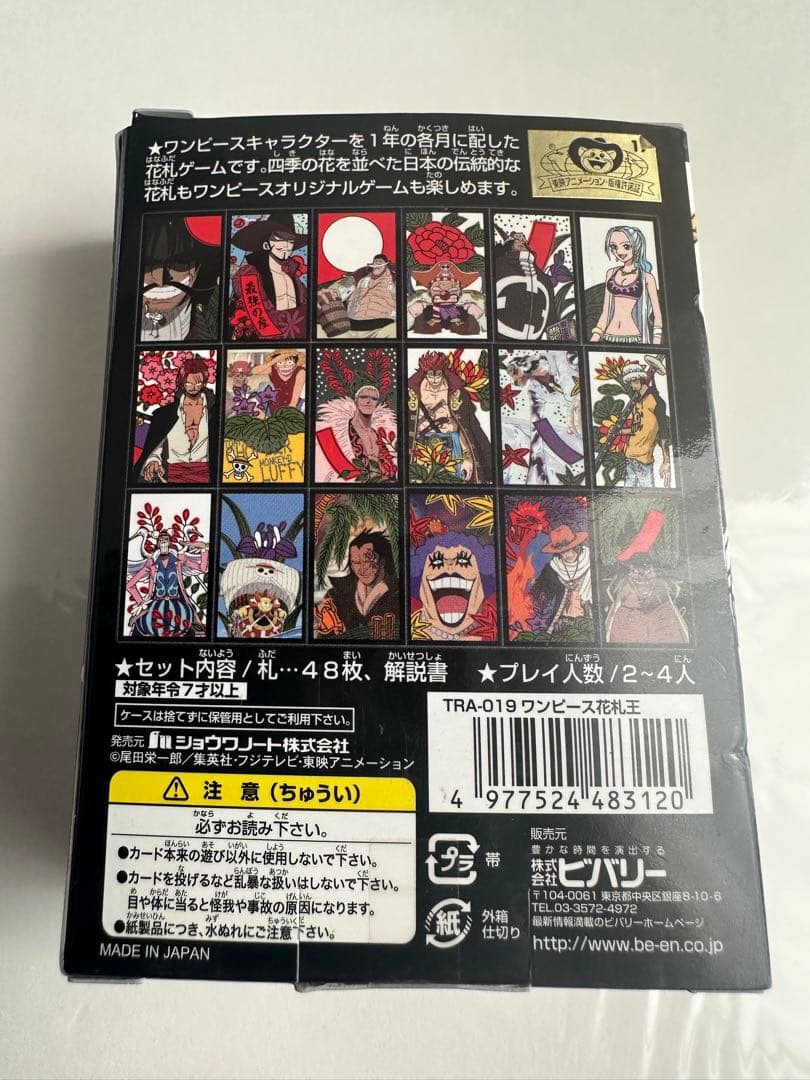 ★ワンピースキャラクターを1年の各月に配した
花札ゲームです。四季の花を並べた日本の伝統的な
花札もワンピースオリジナルゲームも楽しめます。
東映アニメーション・版権許諾証
最強の座
MONKEY・D
LUFFY
★セット内容/札…48枚、解説書
★プレイ人数/2~4人
対象年令7才以上
ケースは捨てずに保管用としてご利用下さい。
発売元 ショウワノート株式会社
©尾田栄一郎/集英社・フジテレビ・東映アニメーション
TRA-019 ワンピース花札王
4 977524 483120
注 意(ちゅうい)
必ずお読み下さい。
●カード本来の遊び以外に使用しないで下さい。
●カードを投げるなど乱暴な扱いはしないで下さい。
目や体に当ると怪我や事故の原因になります。
●紙製品につき、水ぬれにご注意下さい。
MADE IN JAPAN
プラ 帯
紙 外箱
仕切り
販売元
豊かな時間を演出する
株式会社ビバリー
〒104-0061 東京都中央区銀座8-10-6
TEL.03-3572-4972
最新情報満載のビバリーホームページ
http://www.be-en.co.jp